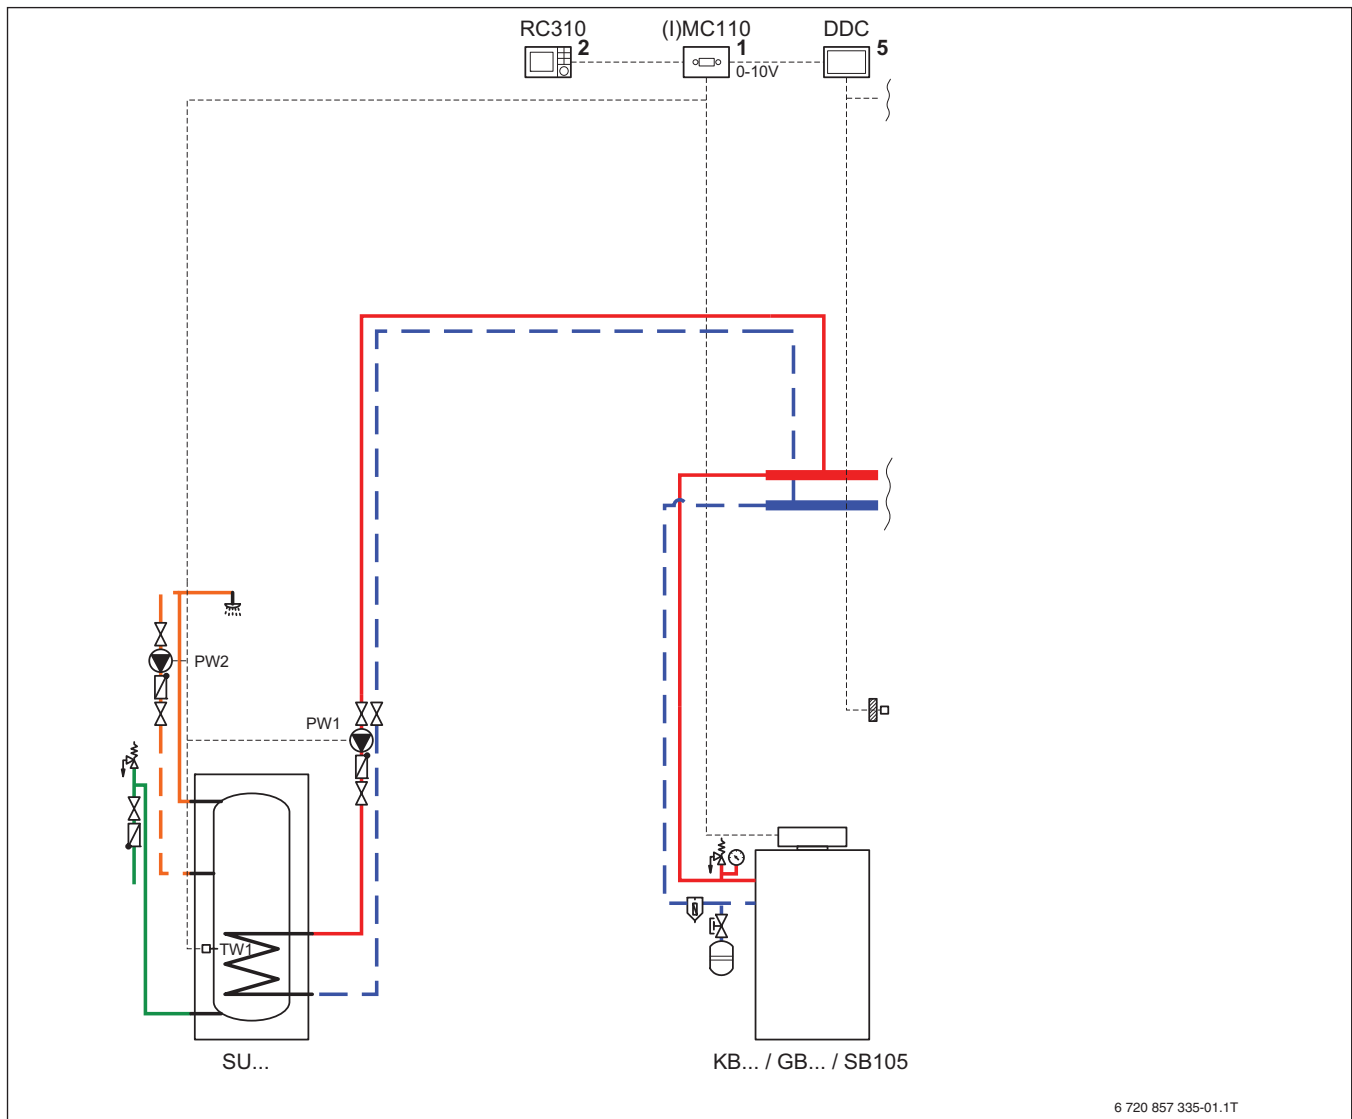 RC310
2
(I)MC110
1
0-10V
DDC
5
PW2
PW1
TW1
SU...
KB... / GB... / SB105
6 720 857 335-01.1T